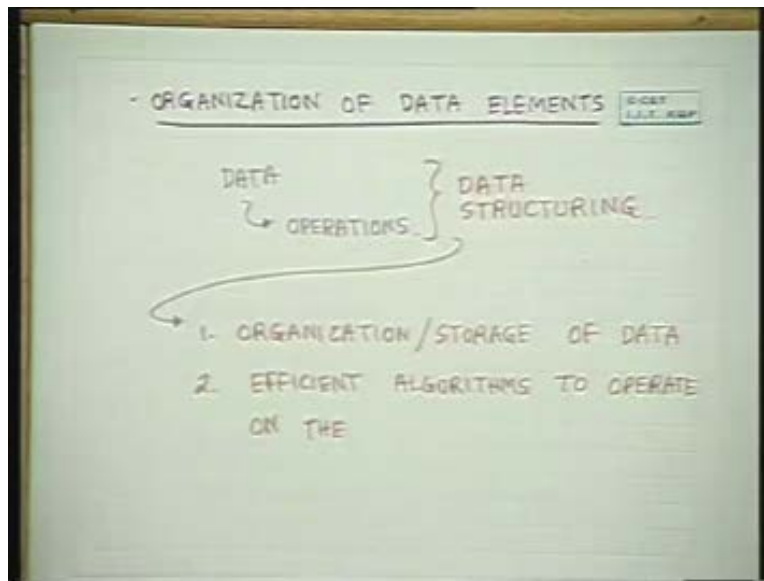 - ORGANIZATION OF DATA ELEMENTS
I.I.T. KGP
DATA
OPERATIONS
DATA
STRUCTURING
1. ORGANIZATION/STORAGE OF DATA
2. EFFICIENT ALGORITHMS TO OPERATE
ON THE